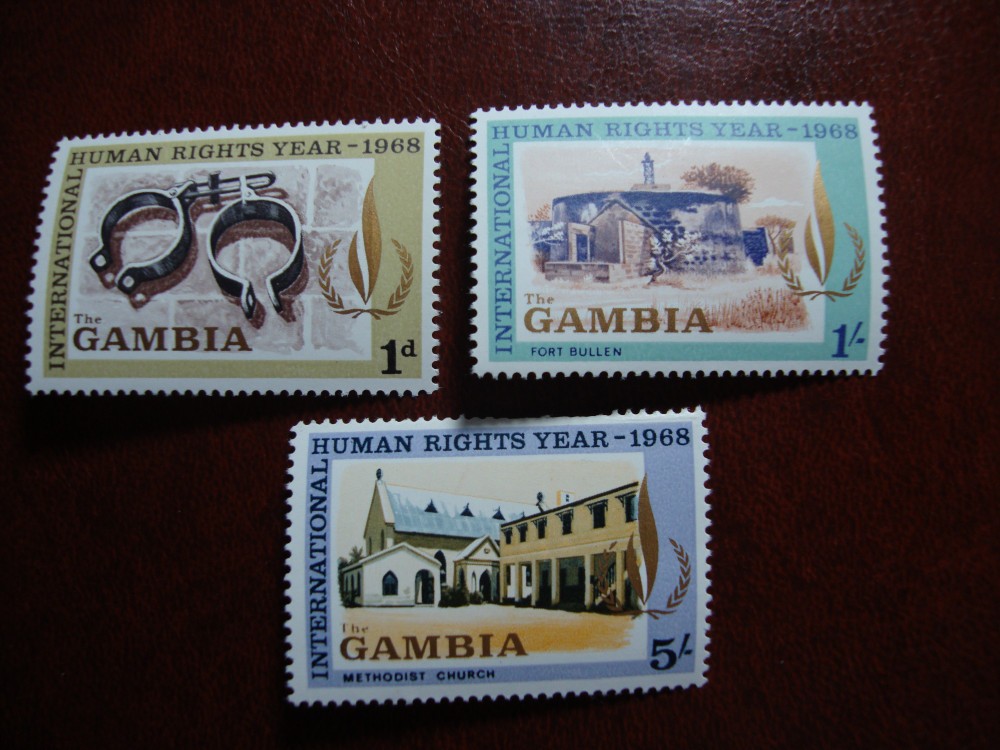 INTERNATIONAL
HUMAN RIGHTS YEAR - 1968
The
GAMBIA
1d
INTERNATIONAL
HUMAN RIGHTS YEAR - 1968
The
GAMBIA
FORT BULLEN
1/-
INTERNATIONAL
HUMAN RIGHTS YEAR - 1968
The
GAMBIA
METHODIST CHURCH
5/-